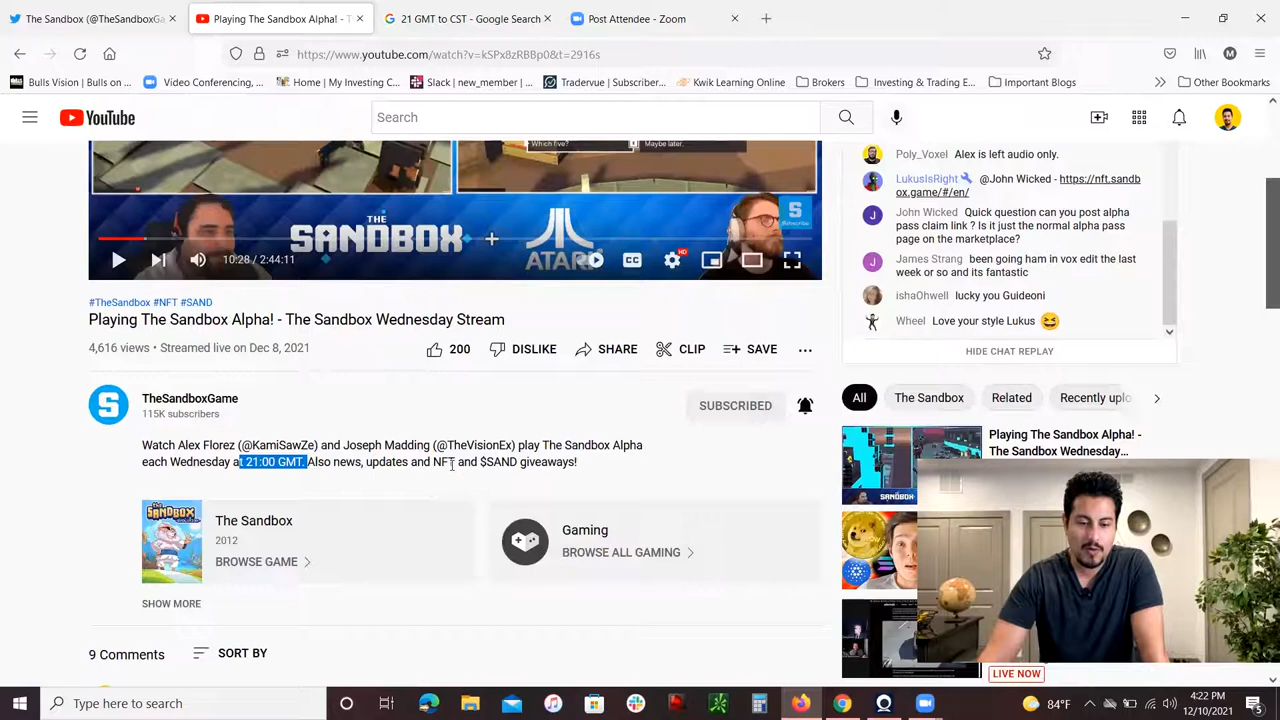 The Sandbox (@TheSandboxGa
Playing The Sandbox Alpha! - T
21 GMT to CST - Google Search
Post Attendee - Zoom
https://www.youtube.com/watch?v=kSPx8zRBBp0&t=2916s
Bulls Vision | Bulls on ...
Video Conferencing, ...
Home | My Investing C...
Slack | new_member | ...
Tradervue | Subscriber...
Kwik Learning Online
Brokers
Investing & Trading E...
Important Blogs
Other Bookmarks
YouTube
Search
Which five?
Maybe later.
THE
SANDBOX
ATARI
Subscribe
10:28 / 2:44:11
CC
HD
Poly_Voxel Alex is left audio only.
LukusIsRight @John Wicked - https://nft.sandb
ox.game/#/en/
John Wicked Quick question can you post alpha
pass claim link ? Is it just the normal alpha pass
page on the marketplace?
James Strang been going ham in vox edit the last
week or so and its fantastic
ishaOhwell lucky you Guideoni
Wheel Love your style Lukus
HIDE CHAT REPLAY
#TheSandbox #NFT #SAND
Playing The Sandbox Alpha! - The Sandbox Wednesday Stream
4,616 views • Streamed live on Dec 8, 2021
200
DISLIKE
SHARE
CLIP
SAVE
TheSandboxGame
115K subscribers
SUBSCRIBED
Watch Alex Florez (@KamiSawZe) and Joseph Madding (@TheVisionEx) play The Sandbox Alpha
each Wednesday at 21:00 GMT. Also news, updates and NFT and $SAND giveaways!
The Sandbox
2012
BROWSE GAME
Gaming
BROWSE ALL GAMING
SHOW MORE
9 Comments
SORT BY
All
The Sandbox
Related
Recently uplo
Playing The Sandbox Alpha! -
The Sandbox Wednesday...
LIVE NOW
Type here to search
84°F
4:22 PM
12/10/2021